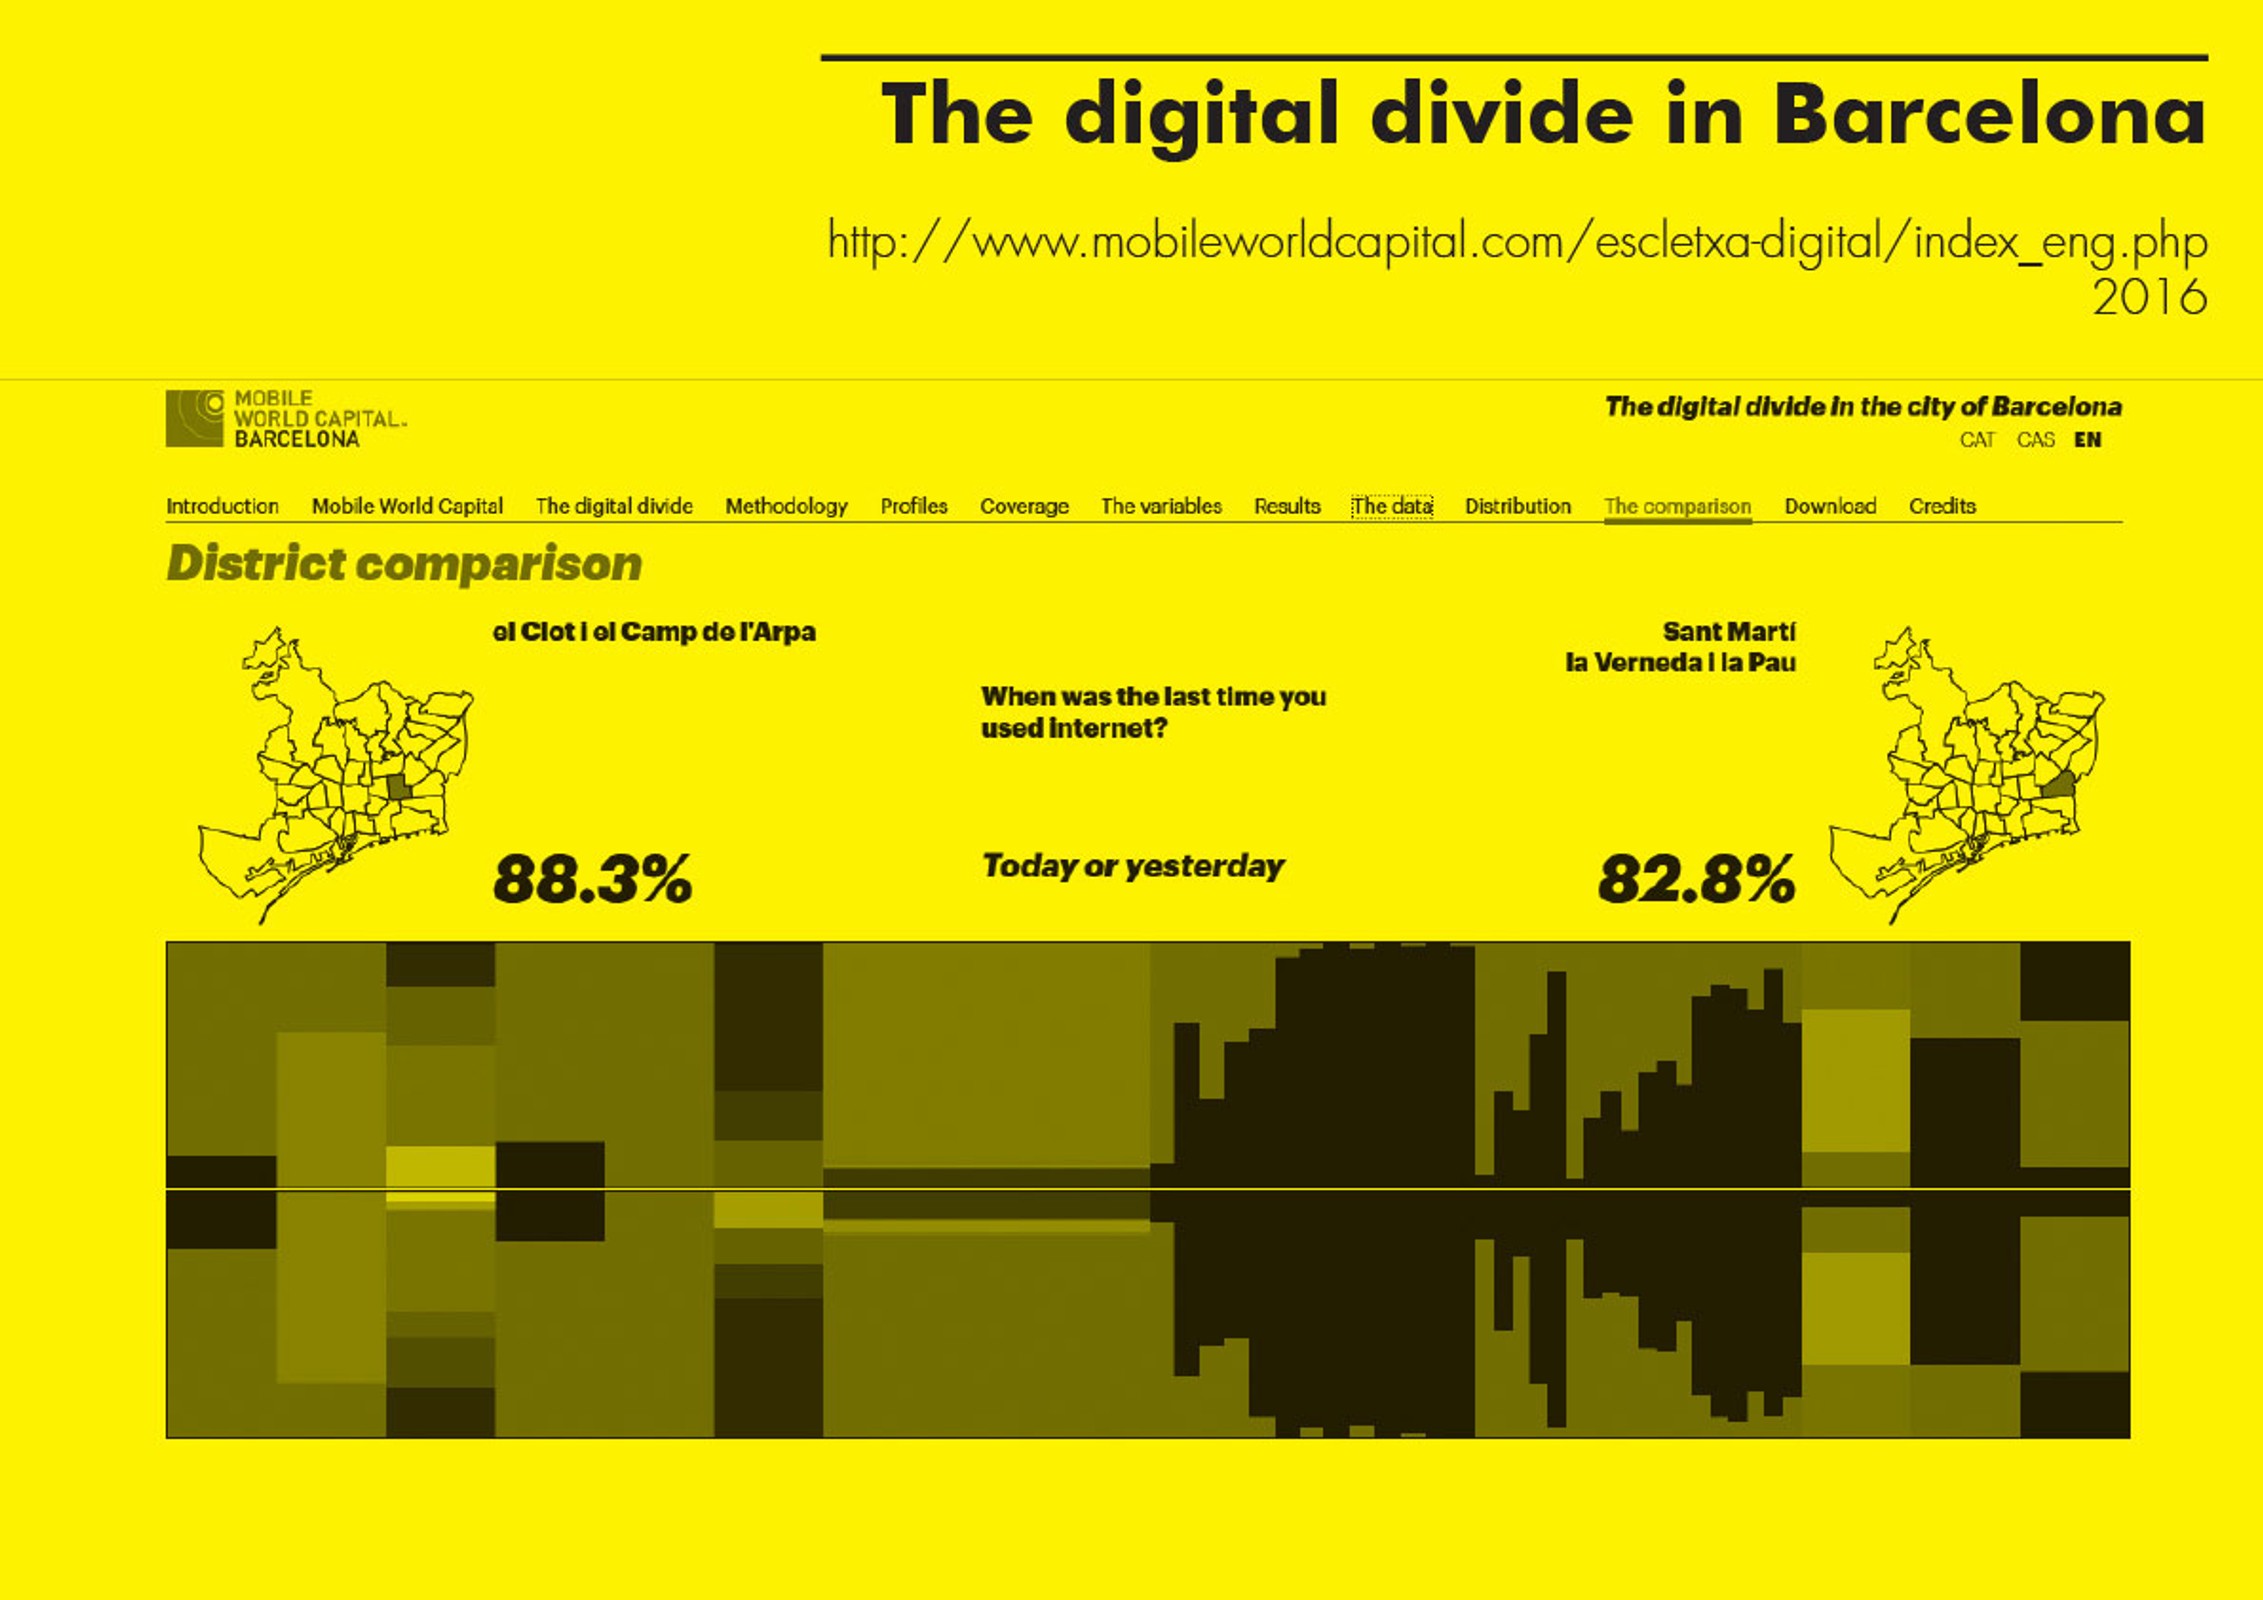 The digital divide in Barcelona
http://www.mobileworldcapital.com/escletxa-digital/index_eng.php
2016
MOBILE
WORLD CAPITAL™
BARCELONA
The digital divide in the city of Barcelona
CAT CAS EN
Introduction Mobile World Capital The digital divide Methodology Profiles Coverage The variables Results The data Distribution The comparison Download Credits
District comparison
el Clot i el Camp de l'Arpa
Sant Martí
la Verneda i la Pau
When was the last time you
used internet?
88.3%
Today or yesterday
82.8%